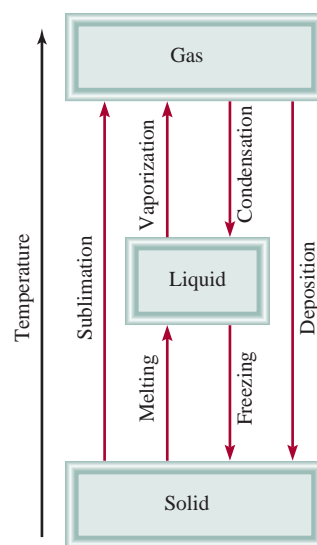 Gas
Temperature
Sublimation
Vaporization
Condensation
Deposition
Liquid
Melting
Freezing
Solid